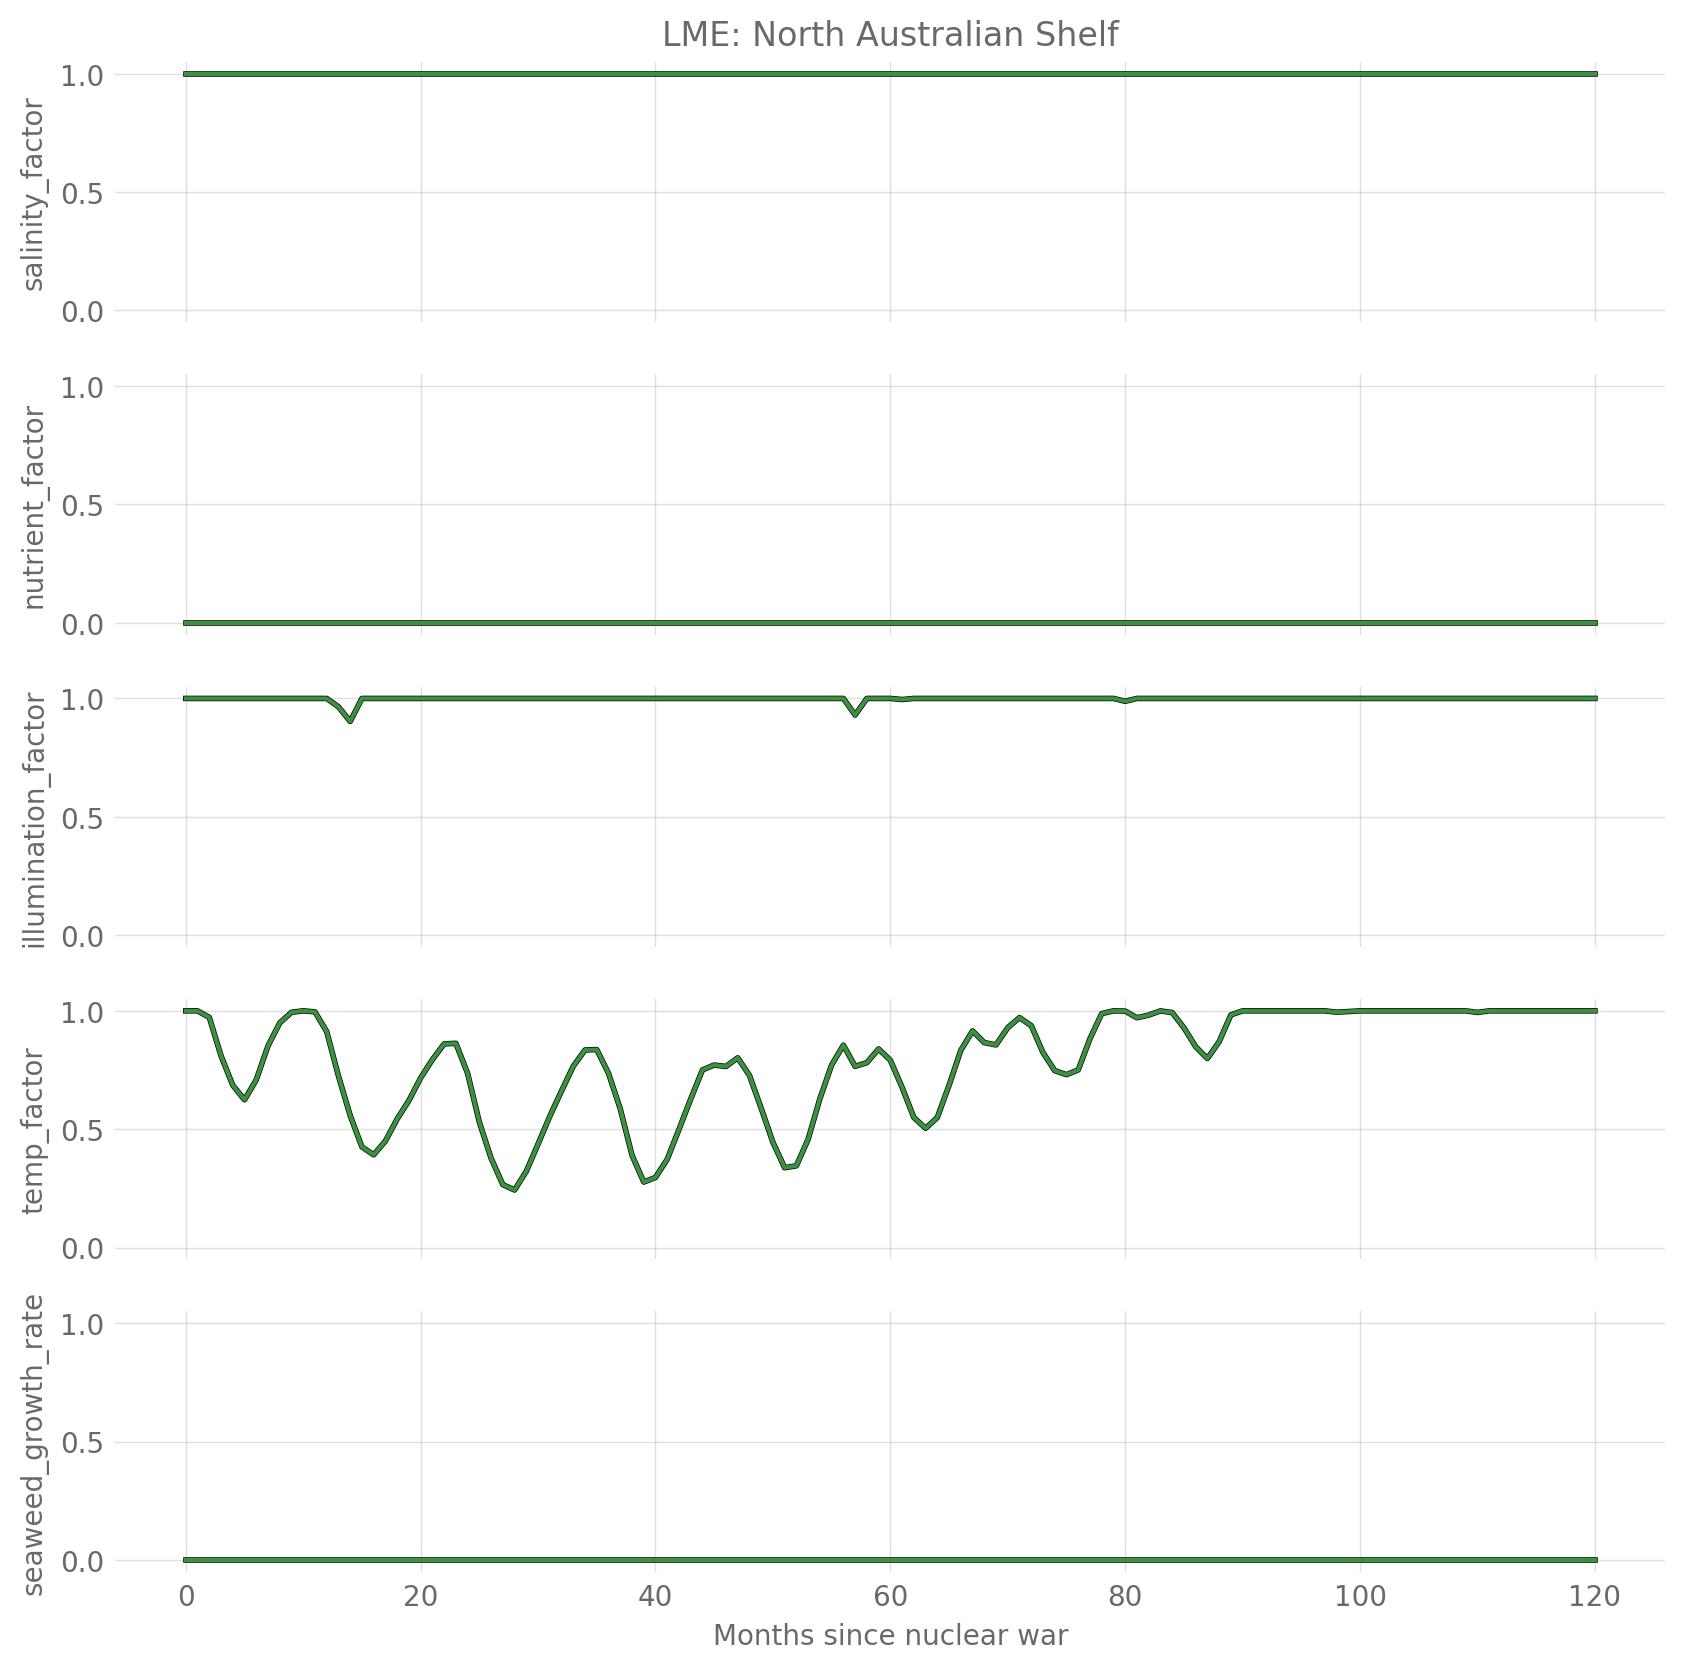 LME: North Australian Shelf
salinity_factor
1.0
0.5
0.0
nutrient_factor
1.0
0.5
0.0
illumination_factor
1.0
0.5
0.0
temp_factor
1.0
0.5
0.0
seaweed_growth_rate
1.0
0.5
0.0
0 20 40 60 80 100 120
Months since nuclear war